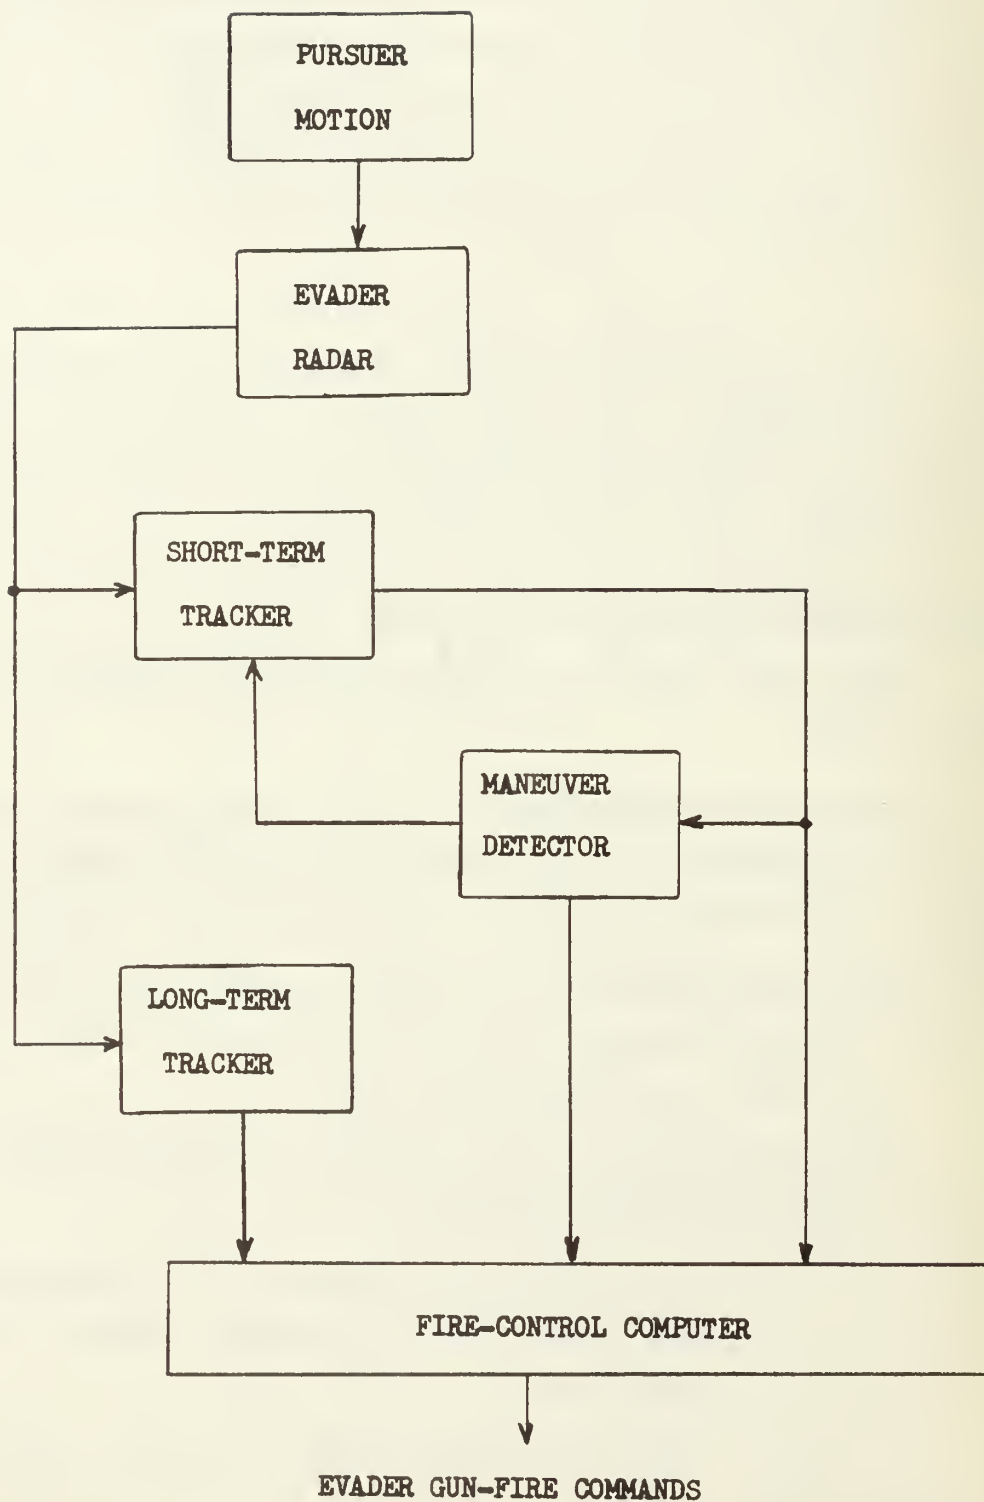 PURSUER
MOTION
EVADER
RADAR
SHORT-TERM
TRACKER
MANEUVER
DETECTOR
LONG-TERM
TRACKER
FIRE-CONTROL COMPUTER
EVADER GUN-FIRE COMMANDS